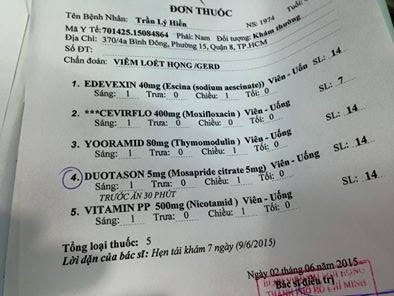 ĐƠN THUỐC
Tên Bệnh Nhân: Trần Lý Hiền NS: 1974 Tuổi:
Mã Y Tế: 701425.15084864 Phái: Nam Đối tượng: Khám thường
Địa Chỉ: 370/4a Bình Đông, Phường 15, Quận 8, TP.HCM
Số ĐT:
Chẩn đoán: VIÊM LOÉT HỌNG /GERD
1. EDEVEXIN 40mg (Escina (sodium aescinate)) Viên - Uống SL: 14
Sáng: 1 Trưa: 0 Chiều: 1 Tối: 0
2. ***CEVIRFLO 400mg (Moxifloxacin ) Viên - Uống SL: 7
Sáng: 1 Trưa: 0 Chiều: 0 Tối: 0
3. YOORAMID 80mg (Thymomodulin ) Viên-Uống SL: 14
Sáng: 1 Trưa: 0 Chiều: 1 Tối: 0
4. DUOTASON 5mg (Mosapride citrate 5mg) Viên-Uống SL: 14
Sáng: 1 Trưa: 0 Chiều: 1 Tối: 0
TRƯỚC ĂN 30 PHÚT
5. VITAMIN PP 500mg (Nicotamid ) Viên-Uống SL: 14
Sáng: 1 Trưa: 0 Chiều: 1 Tối: 0
Tổng loại thuốc: 5
Lời dặn của bác sĩ: Hẹn tái khám 7 ngày (9/6/2015)
Ngày 02 tháng 06 năm 2015
Bác sĩ điều trị
THÀNH PHỐ HỒ CHÍ MINH